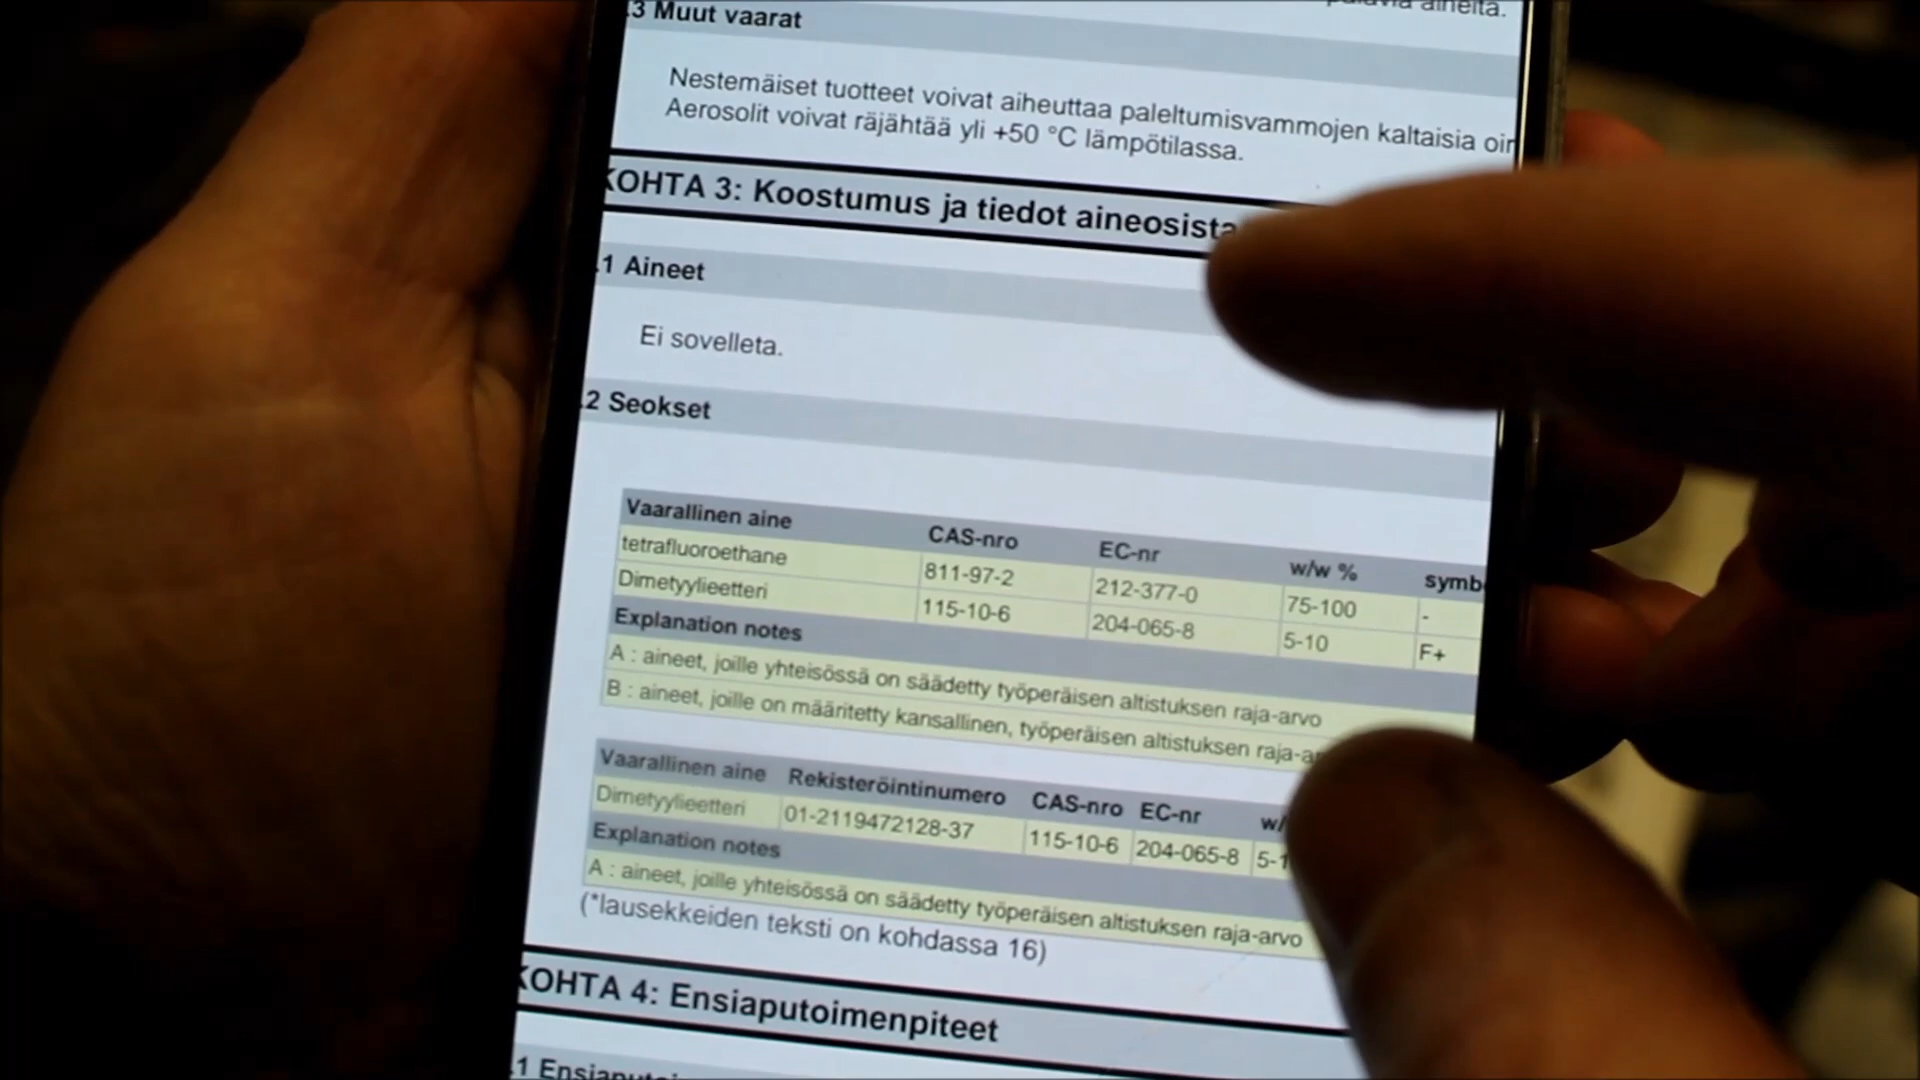 .3 Muut vaarat
aineita.
Nestemäiset tuotteet voivat aiheuttaa paleltumisvammojen kaltaisia oir
Aerosolit voivat räjähtää yli +50 °C lämpötilassa.
KOHTA 3: Koostumus ja tiedot aineosista
.1 Aineet
Ei sovelleta.
.2 Seokset
Vaarallinen aine CAS-nro EC-nr w/w % symb
tetrafluoroethane 811-97-2 212-377-0 75-100 -
Dimetyylieetteri 115-10-6 204-065-8 5-10 F+
Explanation notes
A : aineet, joille yhteisössä on säädetty työperäisen altistuksen raja-arvo
B : aineet, joille on määritetty kansallinen, työperäisen altistuksen raja-ar
Vaarallinen aine Rekisteröintinumero CAS-nro EC-nr w/
Dimetyylieetteri 01-2119472128-37 115-10-6 204-065-8 5-1
Explanation notes
A : aineet, joille yhteisössä on säädetty työperäisen altistuksen raja-arvo
(*lausekkeiden teksti on kohdassa 16)
KOHTA 4: Ensiaputoimenpiteet